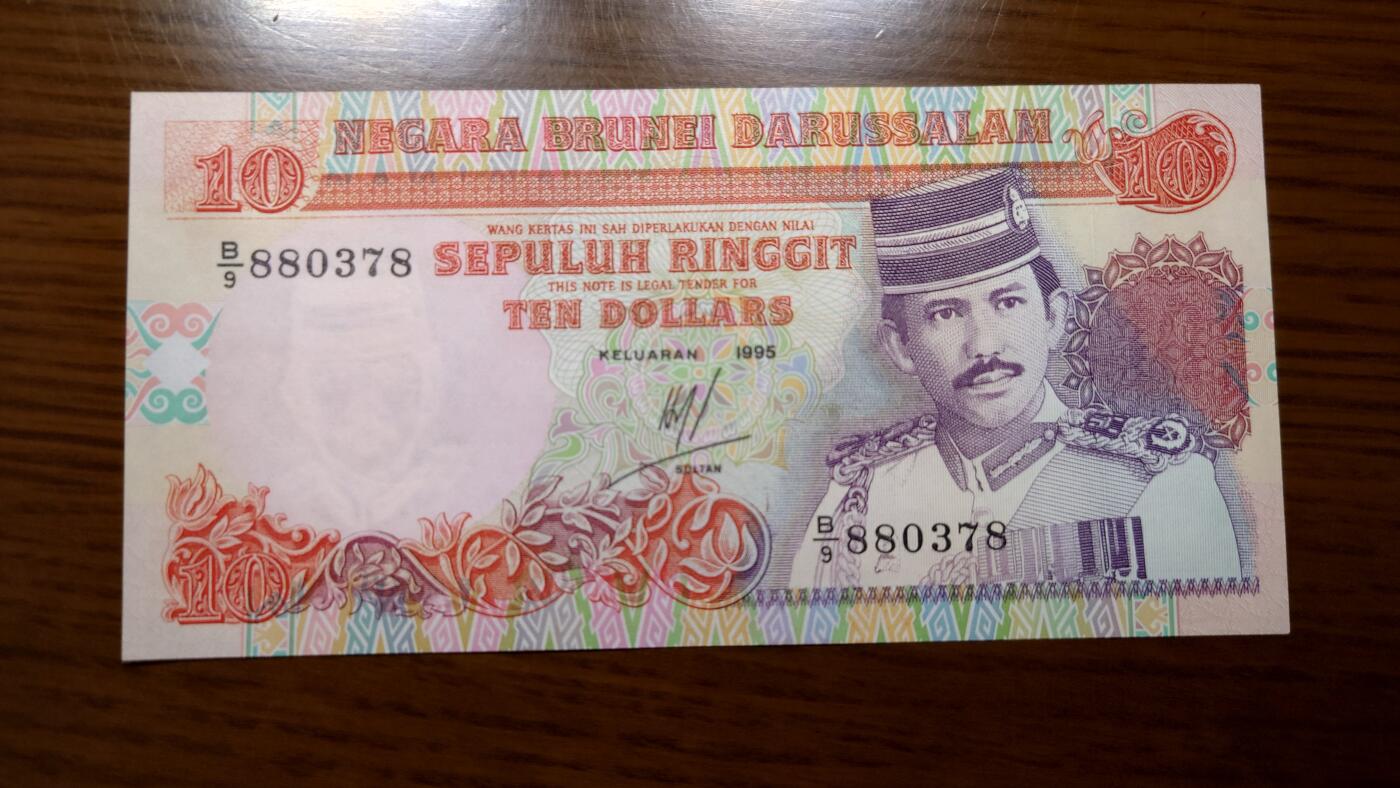 NEGARA BRUNEI DARUSSALAM
10
10
WANG KERTAS INI SAH DIPERLAKUKAN DENGAN NILAI
B/9 880378
SEPULUH RINGGIT
THIS NOTE IS LEGAL TENDER FOR
TEN DOLLARS
KELUARAN 1995
SULTAN
B/9 880378
10